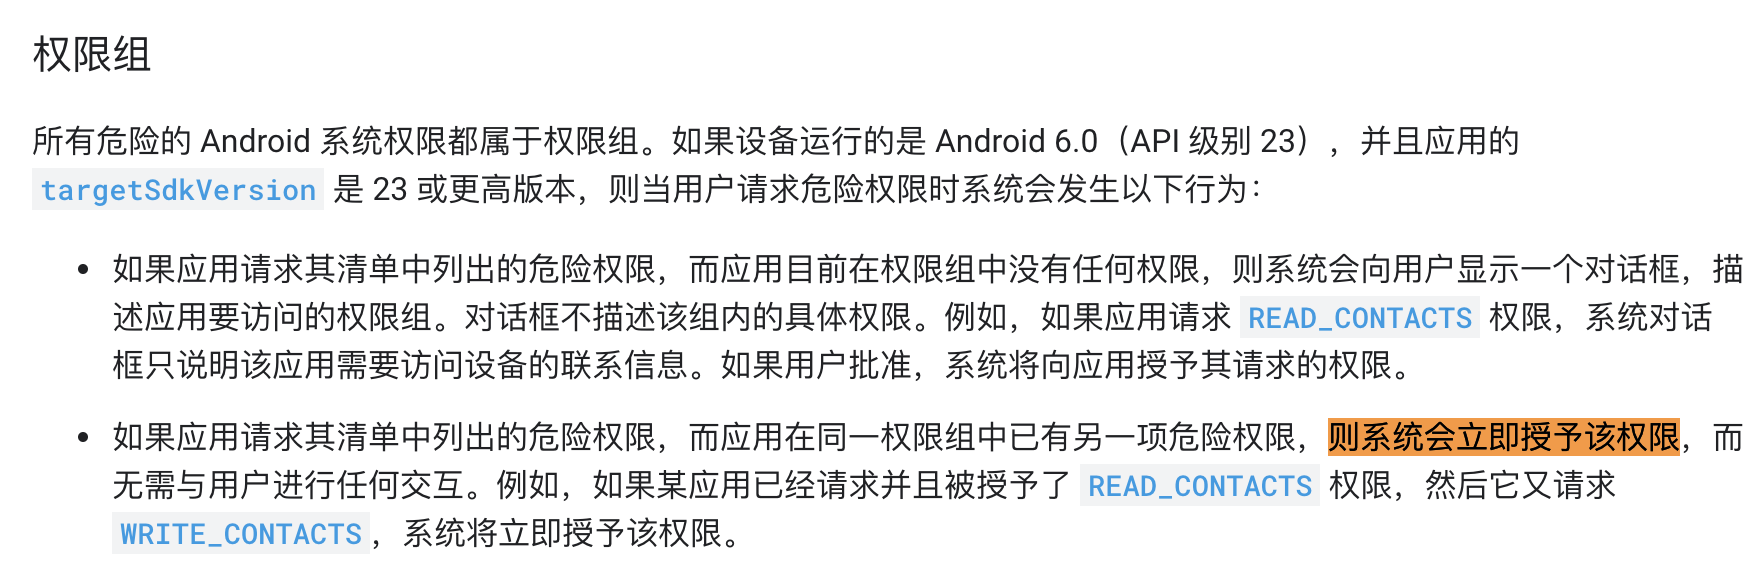 权限组
所有危险的 Android 系统权限都属于权限组。如果设备运行的是 Android 6.0（API 级别 23），并且应用的
targetSdkVersion 是 23 或更高版本，则当用户请求危险权限时系统会发生以下行为：
• 如果应用请求其清单中列出的危险权限，而应用目前在权限组中没有任何权限，则系统会向用户显示一个对话框，描
述应用要访问的权限组。对话框不描述该组内的具体权限。例如，如果应用请求 READ_CONTACTS 权限，系统对话
框只说明该应用需要访问设备的联系信息。如果用户批准，系统将向应用授予其请求的权限。
• 如果应用请求其清单中列出的危险权限，而应用在同一权限组中已有另一项危险权限，则系统会立即授予该权限，而
无需与用户进行任何交互。例如，如果某应用已经请求并且被授予了 READ_CONTACTS 权限，然后它又请求
WRITE_CONTACTS，系统将立即授予该权限。